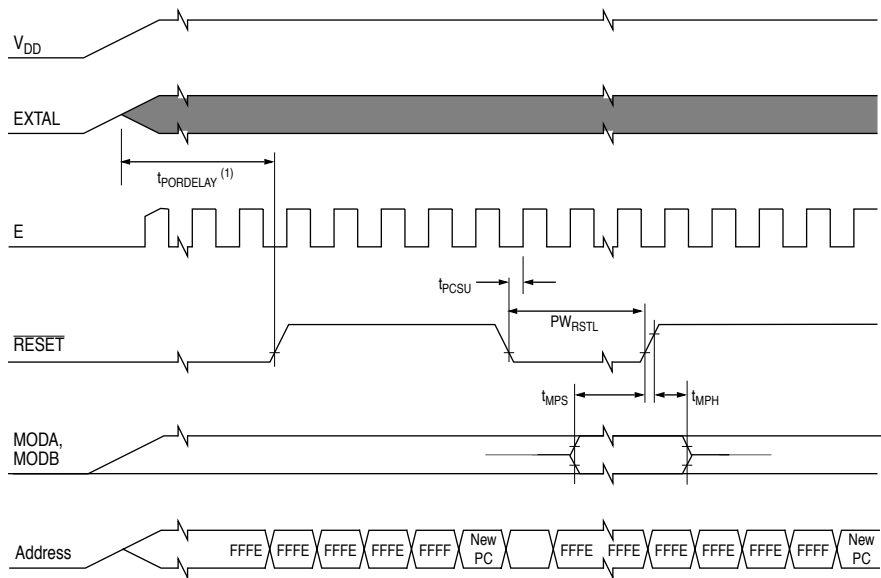 VDD
EXTAL
tPORDELAY (1)
E
tPCSU
PWRSTL
RESET
tMPS
tMPH
MODA,
MODB
Address
FFFE FFFE FFFE FFFE FFFF New PC FFFE FFFE FFFE FFFE FFFE FFFF New PC